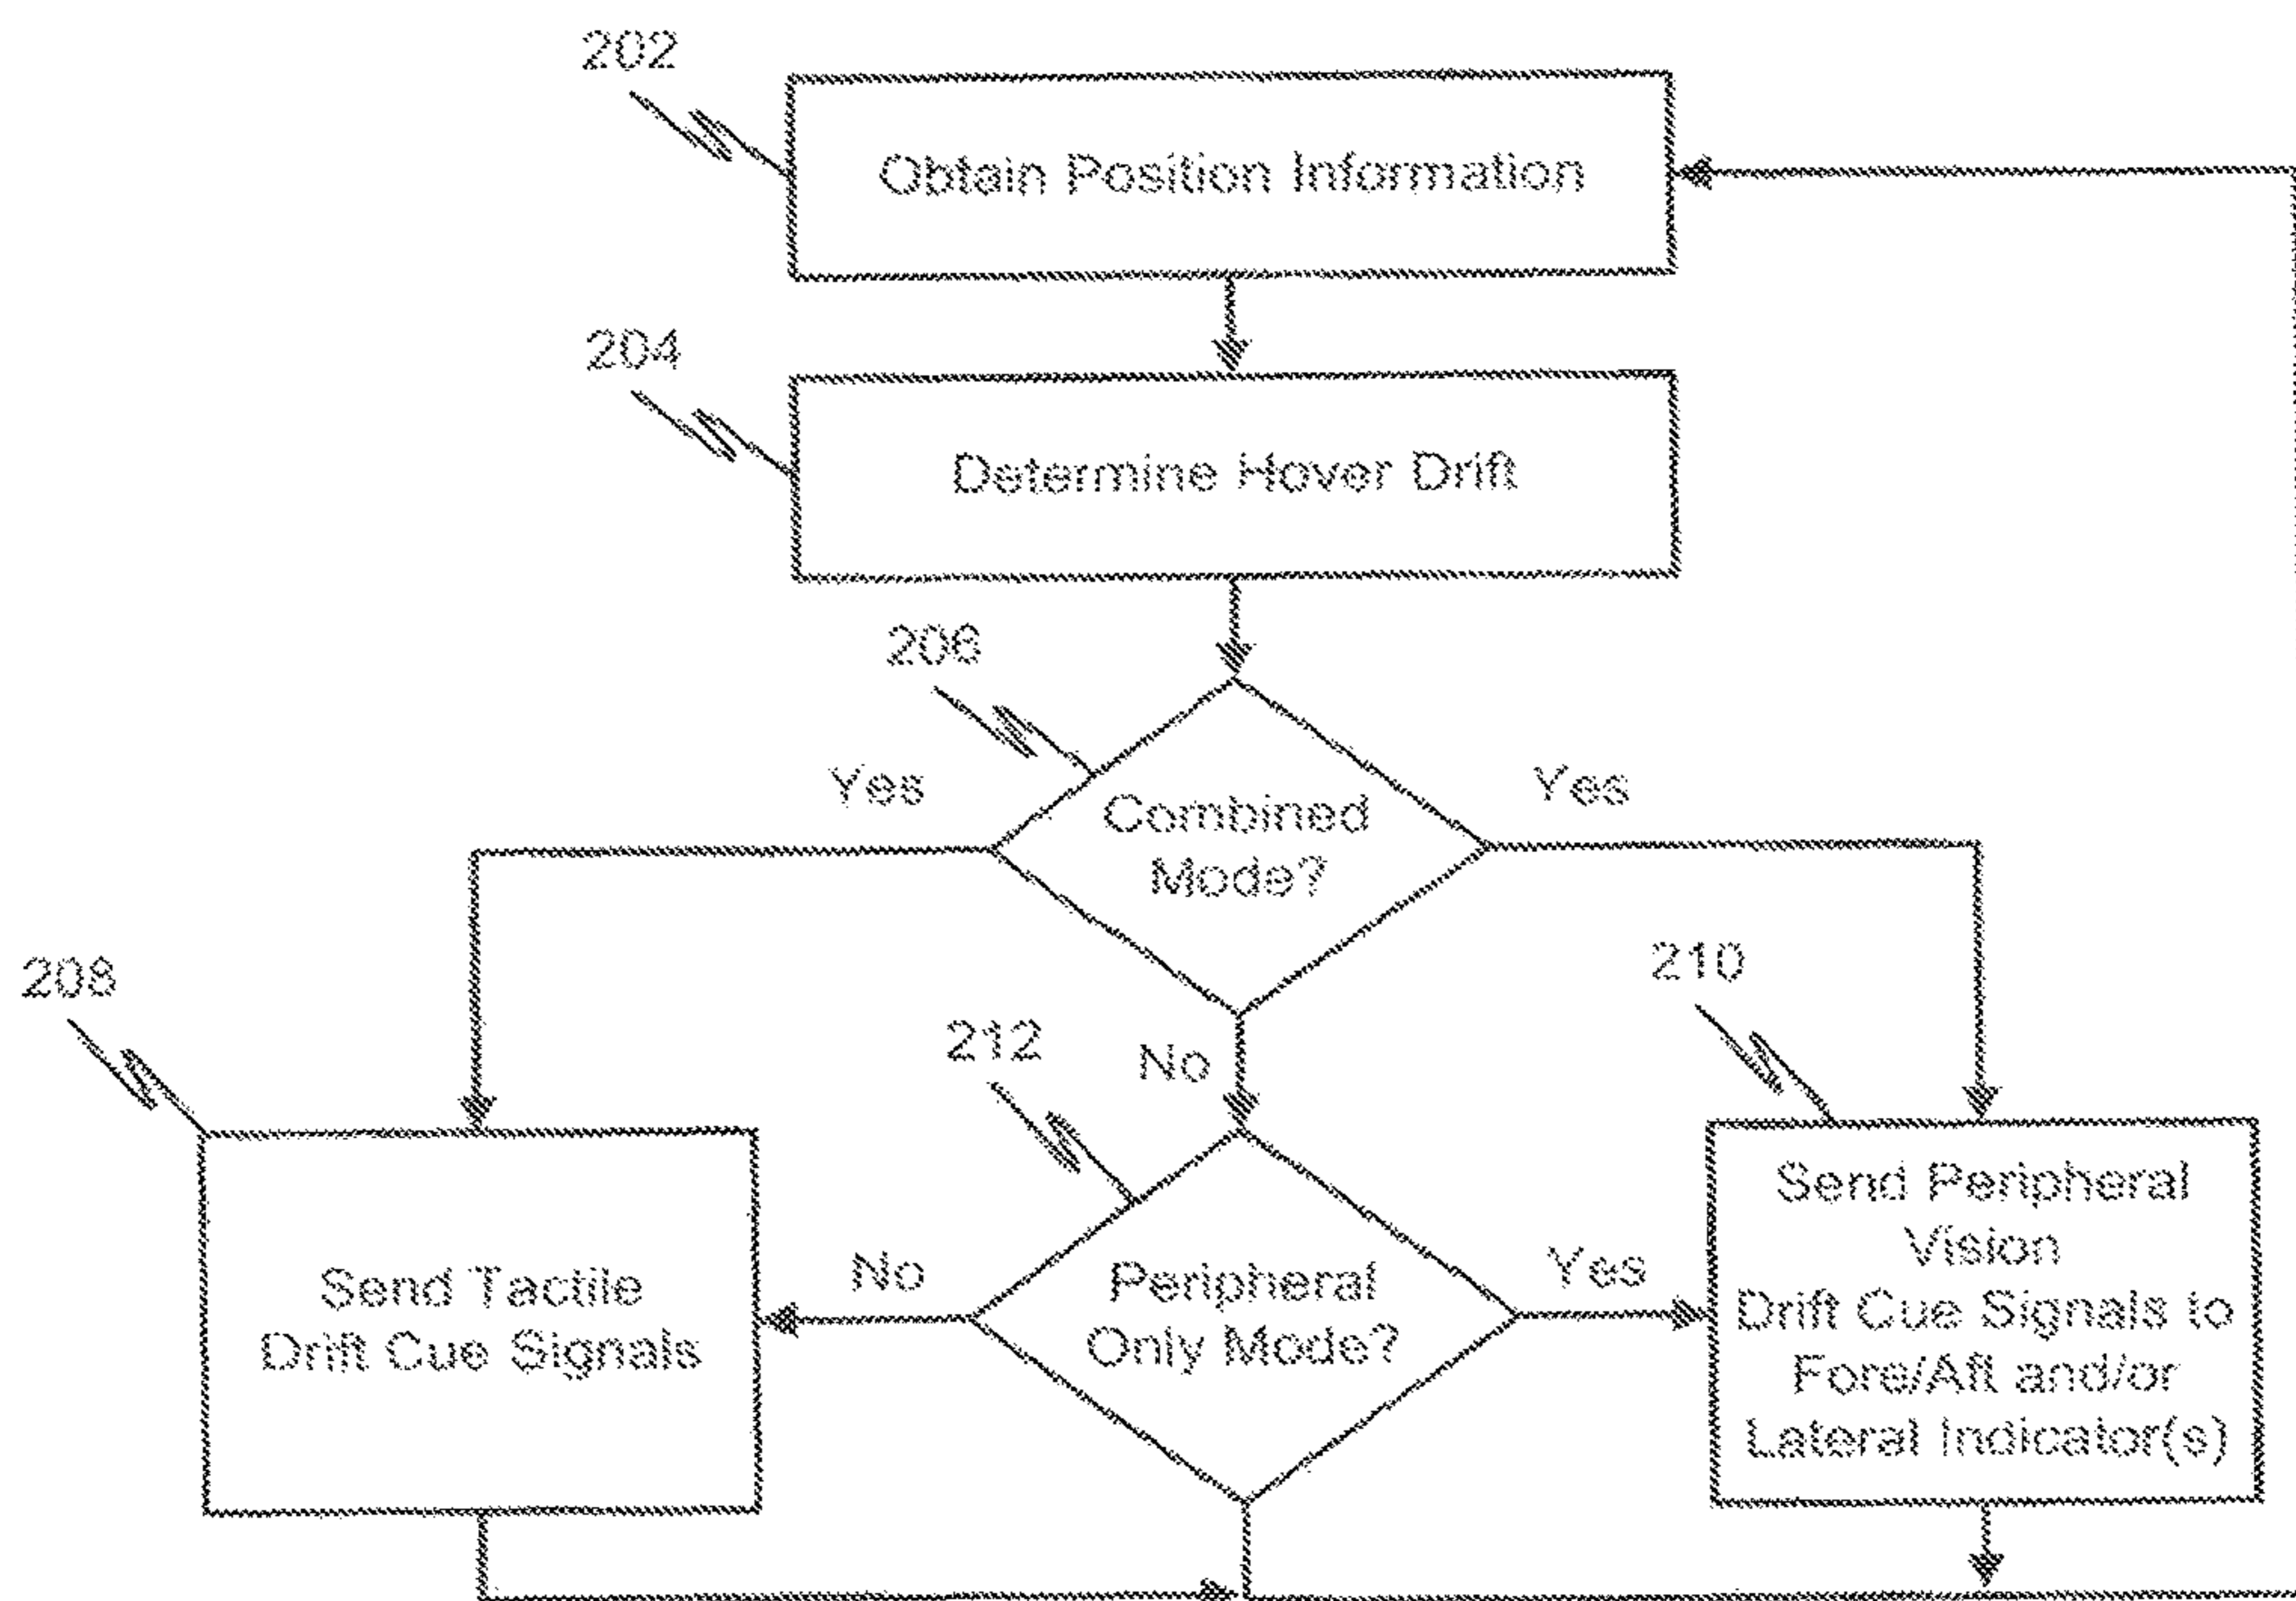 202
Obtain Position Information
204
Determine Hover Drift
206
Yes
Yes
Combined
Mode?
208
210
212
No
Send Tactile
Drift Cue Signals
No
Peripheral
Only Mode?
Yes
Send Peripheral
Vision
Drift Cue Signals to
Fore/Aft and/or
Lateral Indicator(s)